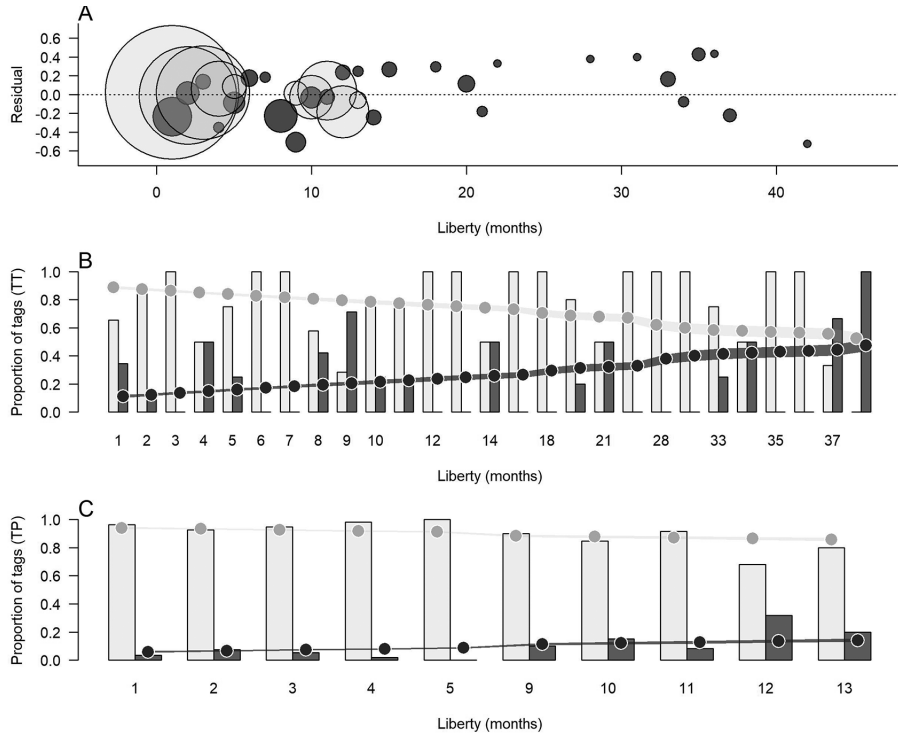 A
Residual
0.6
0.4
0.2
0.0
-0.2
-0.4
-0.6
0 10 20 30 40
Liberty (months)
B
Proportion of tags (TT)
1.0
0.8
0.6
0.4
0.2
0.0
1 2 3 4 5 6 7 8 9 10 12 14 18 21 28 33 35 37
Liberty (months)
C
Proportion of tags (TP)
1.0
0.8
0.6
0.4
0.2
0.0
1 2 3 4 5 9 10 11 12 13
Liberty (months)